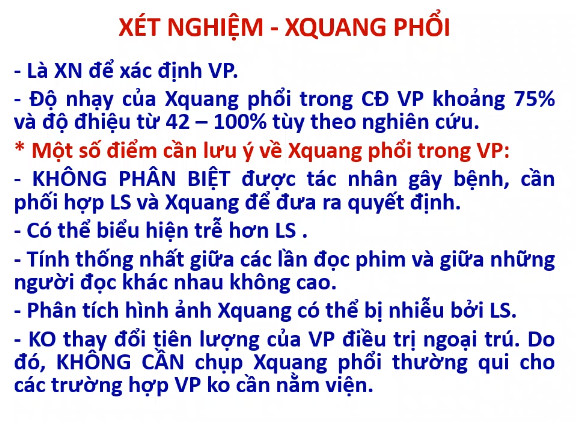 XÉT NGHIỆM - XQUANG PHỔI
- Là XN để xác định VP.
- Độ nhạy của Xquang phổi trong CĐ VP khoảng 75%
và độ đhiệu từ 42 – 100% tùy theo nghiên cứu.
* Một số điểm cần lưu ý về Xquang phổi trong VP:
- KHÔNG PHÂN BIỆT được tác nhân gây bệnh, cần
phối hợp LS và Xquang để đưa ra quyết định.
- Có thể biểu hiện trễ hơn LS .
- Tính thống nhất giữa các lần đọc phim và giữa những
người đọc khác nhau không cao.
- Phân tích hình ảnh Xquang có thể bị nhiễu bởi LS.
- KO thay đổi tiên lượng của VP điều trị ngoại trú. Do
đó, KHÔNG CẦN chụp Xquang phổi thường qui cho
các trường hợp VP ko cần nằm viện.